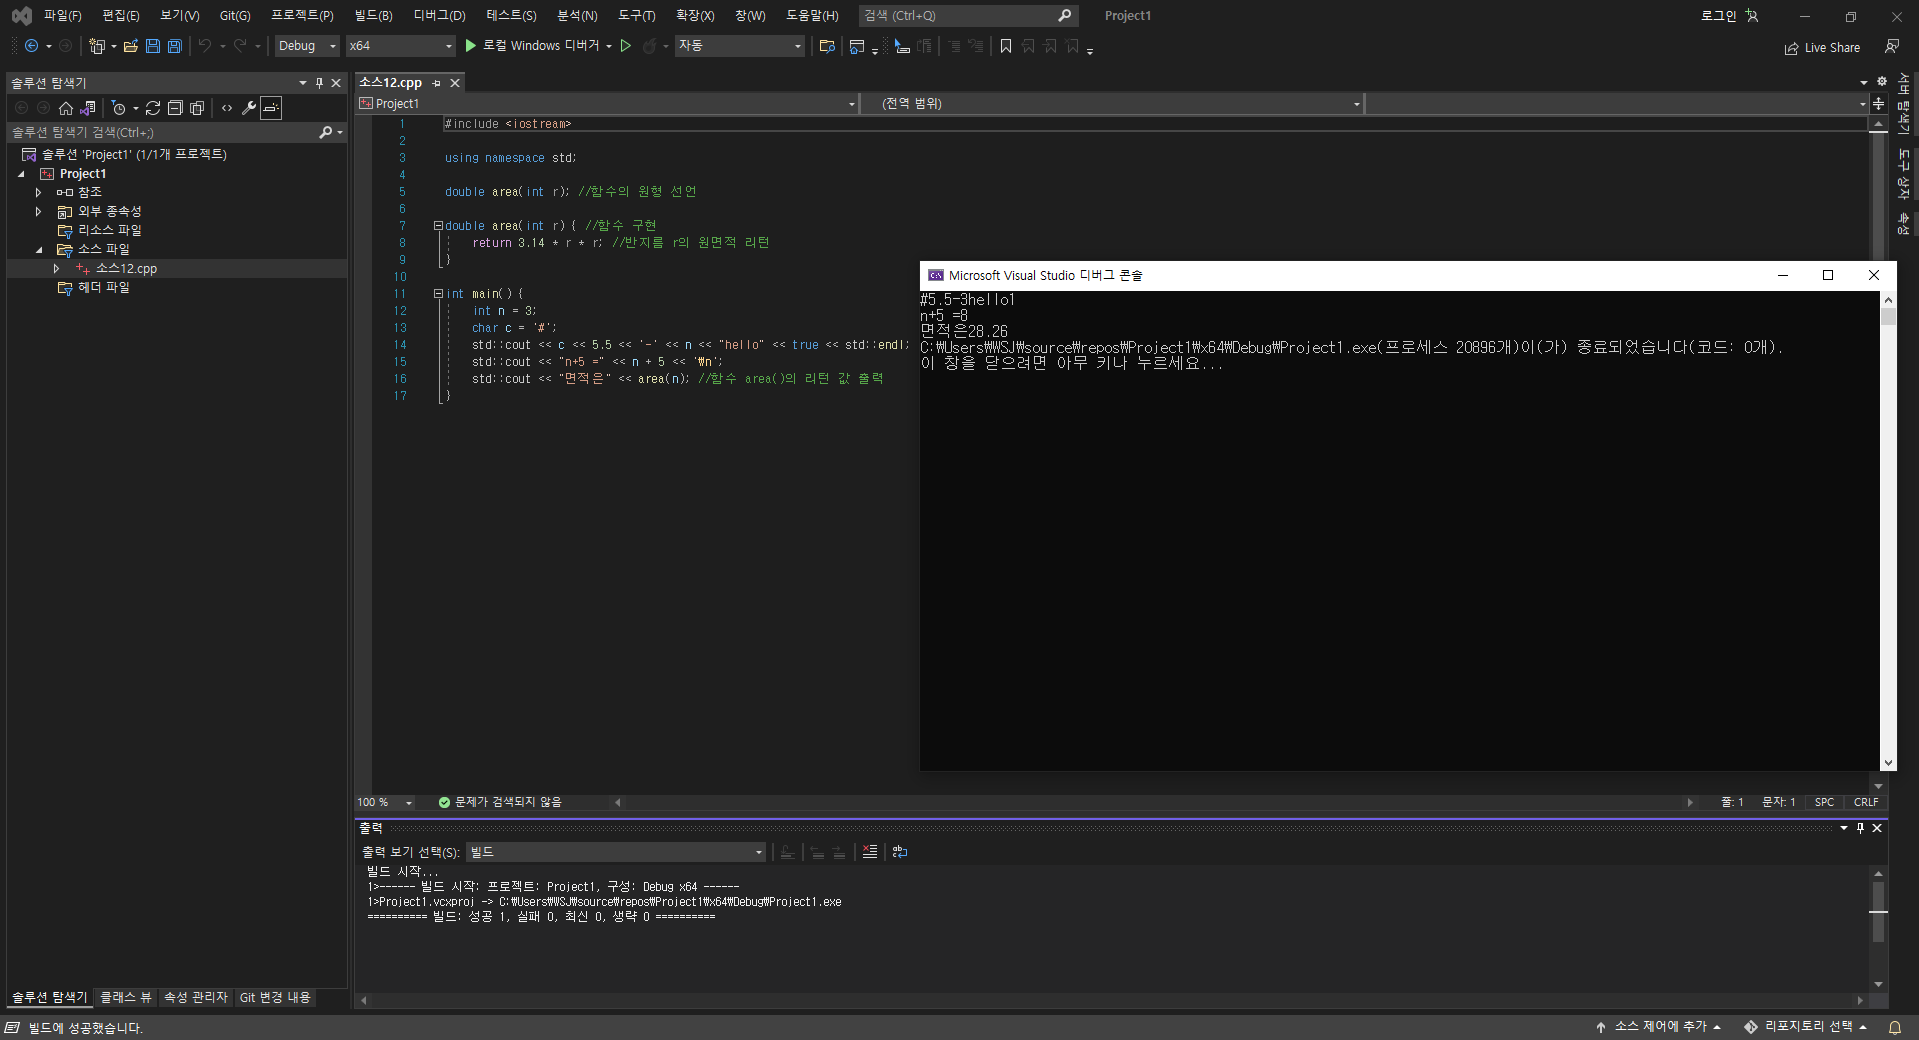 파일(F) 편집(E) 보기(V) Git(G) 프로젝트(P) 빌드(B) 디버그(D) 테스트(S) 분석(N) 도구(T) 확장(X) 창(W) 도움말(H) 검색 (Ctrl+Q) Project1 로그인
Debug x64 로컬 Windows 디버거 자동 Live Share
솔루션 탐색기
솔루션 탐색기 검색(Ctrl+;)
솔루션 'Project1' (1/1개 프로젝트)
Project1
참조
외부 종속성
리소스 파일
소스 파일
소스12.cpp
헤더 파일
솔루션 탐색기 클래스 뷰 속성 관리자 Git 변경 내용
소스12.cpp
Project1 (전역 범위)
1 #include <iostream>
2
3 using namespace std;
4
5 double area(int r); //함수의 원형 선언
6
7 double area(int r) { //함수 구현
8 return 3.14 * r * r; //반지름 r의 원면적 리턴
9 }
10
11 int main() {
12 int n = 3;
13 char c = '#';
14 std::cout << c << 5.5 << '-' << n << "hello" << true << std::endl;
15 std::cout << "n+5 =" << n + 5 << '₩n';
16 std::cout << "면적은" << area(n); //함수 area()의 리턴 값 출력
17 }
Microsoft Visual Studio 디버그 콘솔
#5.5-3hello1
n+5 =8
면적은28.26
C:₩Users₩WSJ₩source₩repos₩Project1₩x64₩Debug₩Project1.exe(프로세스 20896개)이(가) 종료되었습니다(코드: 0개).
이 창을 닫으려면 아무 키나 누르세요...
서버 탐색기
도구 상자
속성
100 % 문제가 검색되지 않음 줄: 1 문자: 1 SPC CRLF
출력
출력 보기 선택(S): 빌드
빌드 시작...
1>------ 빌드 시작: 프로젝트: Project1, 구성: Debug x64 ------
1>Project1.vcxproj -> C:₩Users₩WSJ₩source₩repos₩Project1₩x64₩Debug₩Project1.exe
========== 빌드: 성공 1, 실패 0, 최신 0, 생략 0 ==========
빌드에 성공했습니다. 소스 제어에 추가 리포지토리 선택